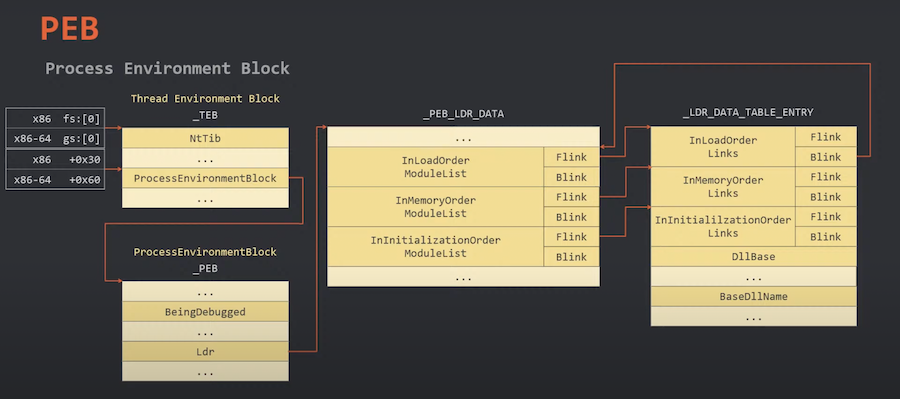 PEB
Process Environment Block
Thread Environment Block
_TEB
x86 fs:[0]
x86-64 gs:[0]
x86 +0x30
x86-64 +0x60
NtTib
...
ProcessEnvironmentBlock
...
ProcessEnvironmentBlock
_PEB
...
BeingDebugged
...
Ldr
...
_PEB_LDR_DATA
...
InLoadOrder
ModuleList
Flink
Blink
InMemoryOrder
ModuleList
Flink
Blink
InInitializationOrder
ModuleList
Flink
Blink
...
_LDR_DATA_TABLE_ENTRY
InLoadOrder
Links
Flink
Blink
InMemoryOrder
Links
Flink
Blink
InInitialilzationOrder
Links
Flink
Blink
DllBase
...
BaseDllName
...